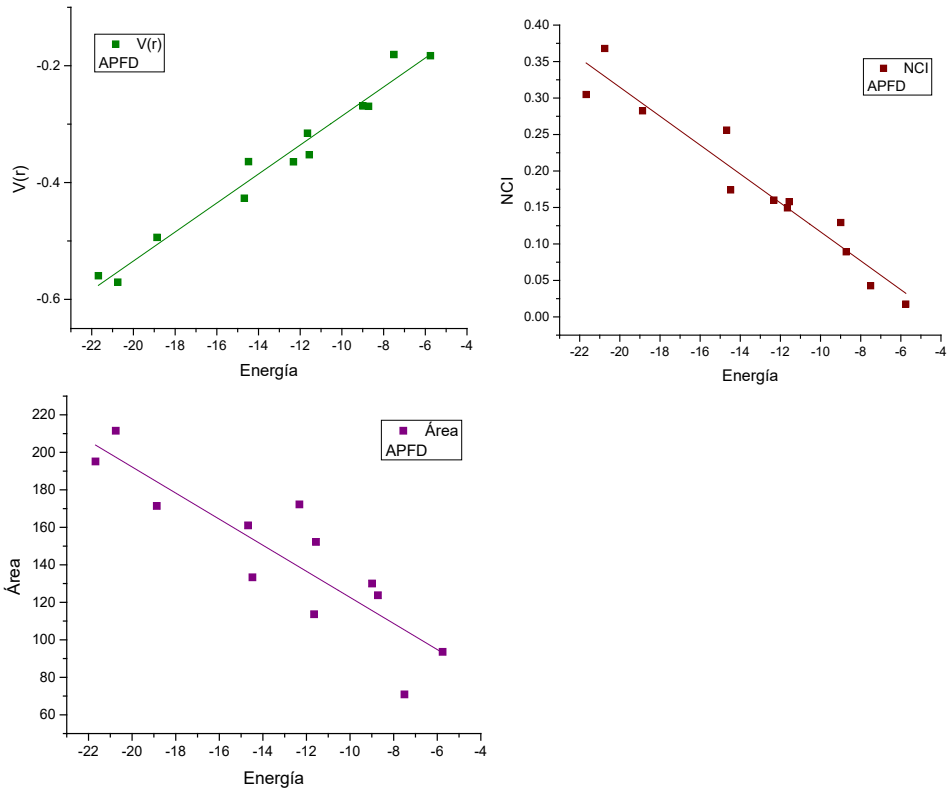 V(r)
APFD
-0.2
-0.4
-0.6
V(r)
-22 -20 -18 -16 -14 -12 -10 -8 -6 -4
Energía
NCI
APFD
0.40
0.35
0.30
0.25
0.20
0.15
0.10
0.05
0.00
NCI
-22 -20 -18 -16 -14 -12 -10 -8 -6 -4
Energía
Área
APFD
220
200
180
160
140
120
100
80
60
Área
-22 -20 -18 -16 -14 -12 -10 -8 -6 -4
Energía